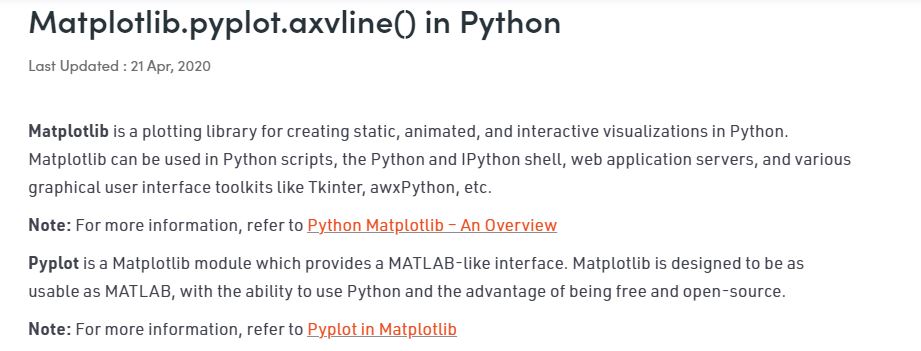 Matplotlib.pyplot.axvline() in Python
Last Updated : 21 Apr, 2020
Matplotlib is a plotting library for creating static, animated, and interactive visualizations in Python.
Matplotlib can be used in Python scripts, the Python and IPython shell, web application servers, and various
graphical user interface toolkits like Tkinter, awxPython, etc.
Note: For more information, refer to Python Matplotlib – An Overview
Pyplot is a Matplotlib module which provides a MATLAB-like interface. Matplotlib is designed to be as
usable as MATLAB, with the ability to use Python and the advantage of being free and open-source.
Note: For more information, refer to Pyplot in Matplotlib